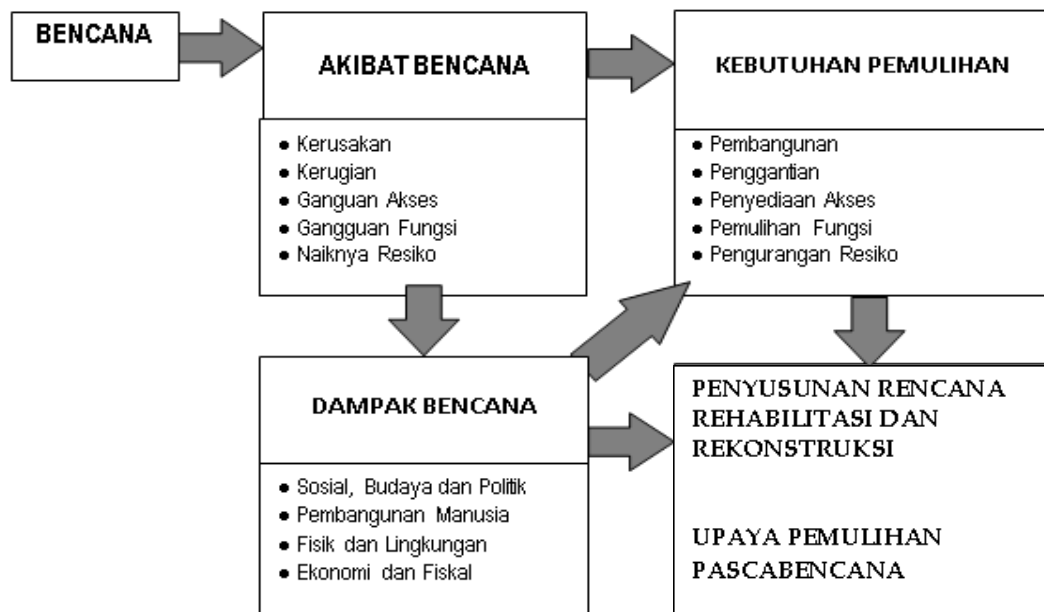 BENCANA
AKIBAT BENCANA
● Kerusakan
● Kerugian
● Ganguan Akses
● Gangguan Fungsi
● Naiknya Resiko
KEBUTUHAN PEMULIHAN
● Pembangunan
● Penggantian
● Penyediaan Akses
● Pemulihan Fungsi
● Pengurangan Resiko
DAMPAK BENCANA
● Sosial, Budaya dan Politik
● Pembangunan Manusia
● Fisik dan Lingkungan
● Ekonomi dan Fiskal
PENYUSUNAN RENCANA
REHABILITASI DAN
REKONSTRUKSI
UPAYA PEMULIHAN
PASCABENCANA